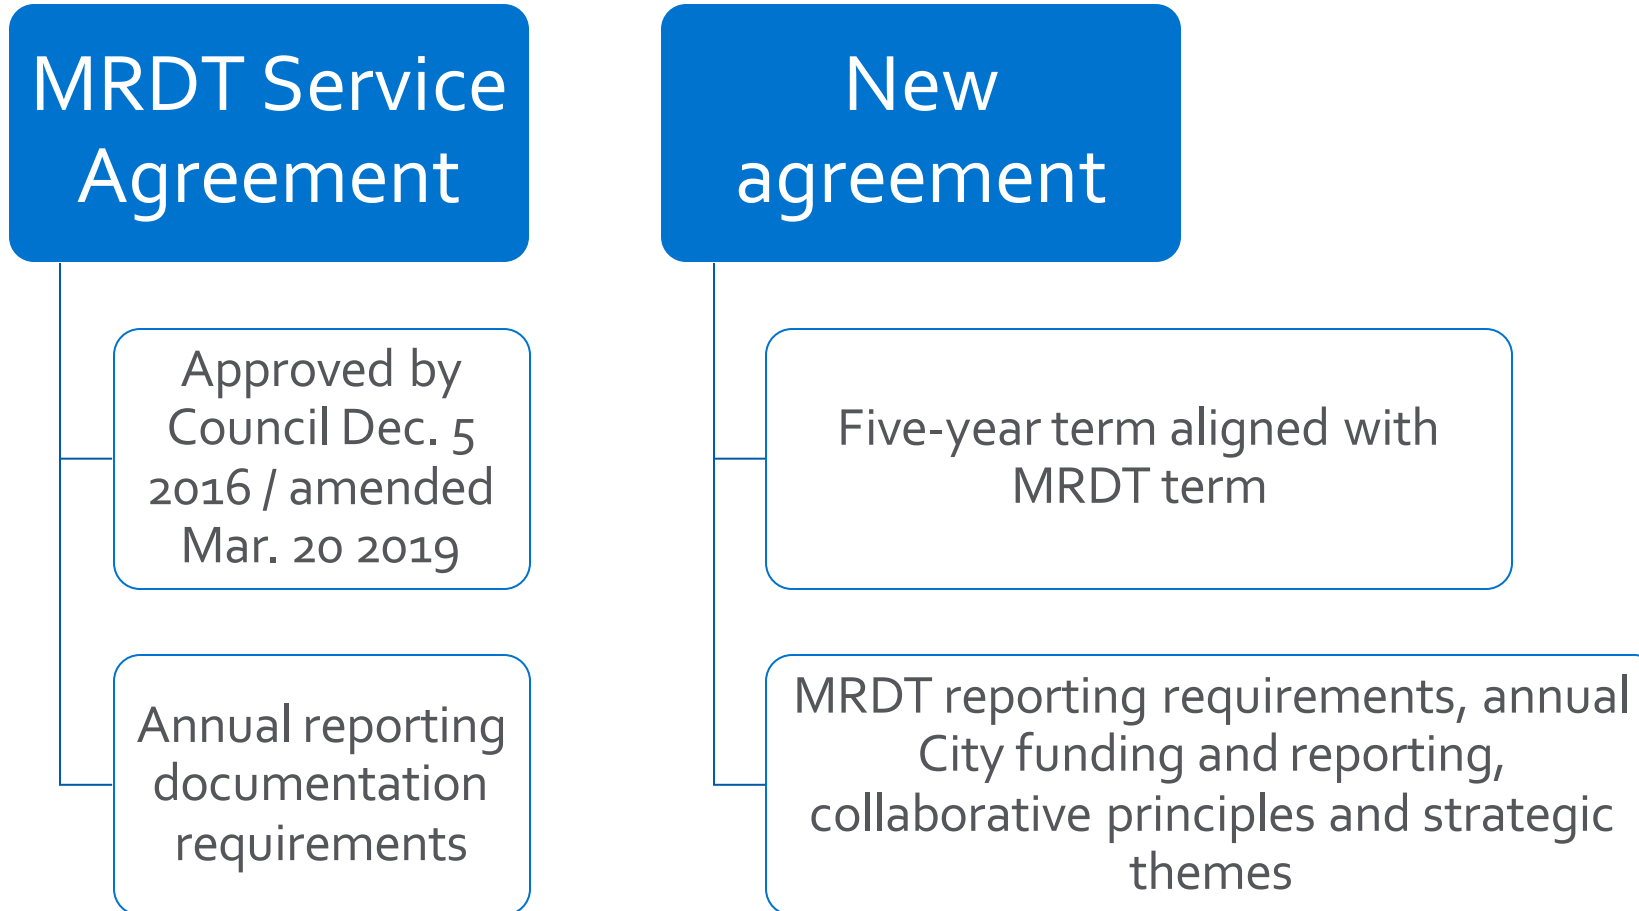 MRDT Service
Agreement
Approved by
Council Dec. 5
2016 / amended
Mar. 20 2019
Annual reporting
documentation
requirements
New
agreement
Five-year term aligned with
MRDT term
MRDT reporting requirements, annual
City funding and reporting,
collaborative principles and strategic
themes